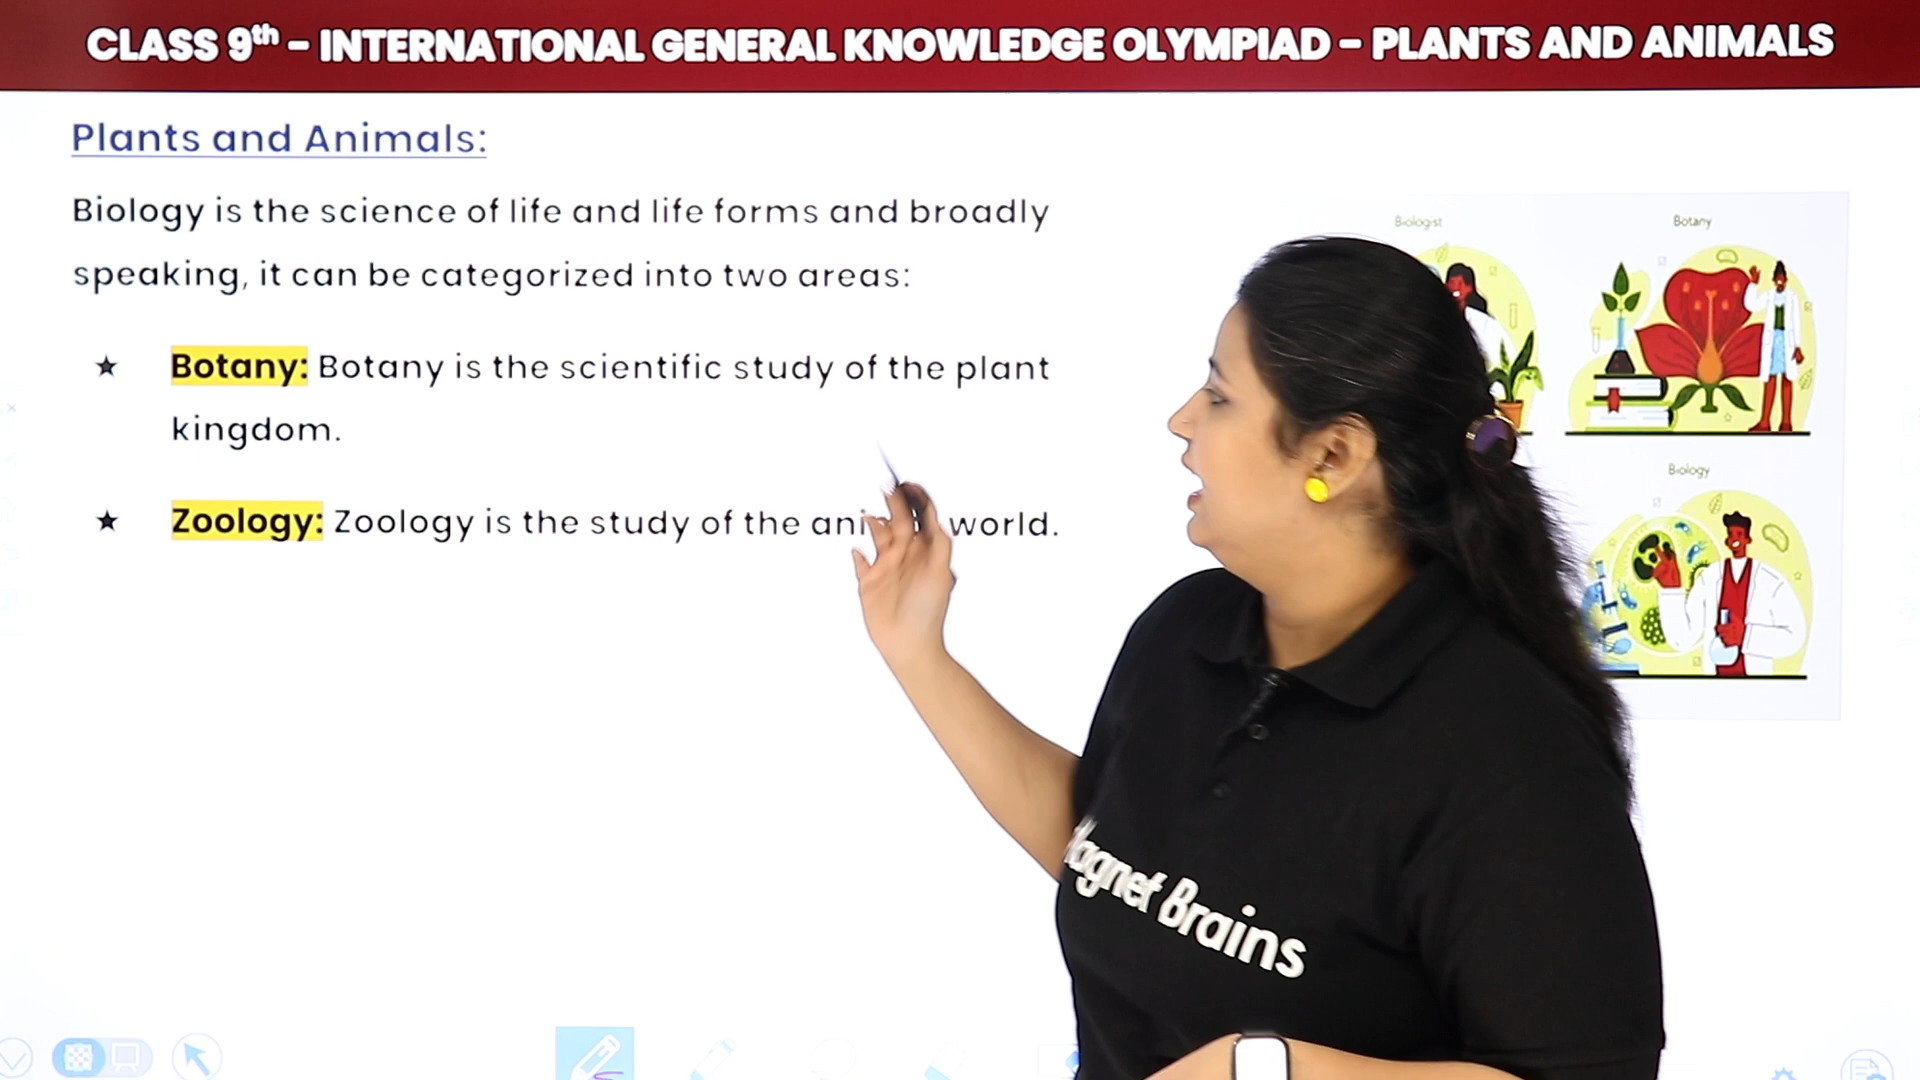 CLASS 9th - INTERNATIONAL GENERAL KNOWLEDGE OLYMPIAD - PLANTS AND ANIMALS
Plants and Animals:
Biology is the science of life and life forms and broadly
speaking, it can be categorized into two areas:
★ Botany: Botany is the scientific study of the plant
kingdom.
★ Zoology: Zoology is the study of the world.
Biologist
Botany
Biology
Magnet Brains